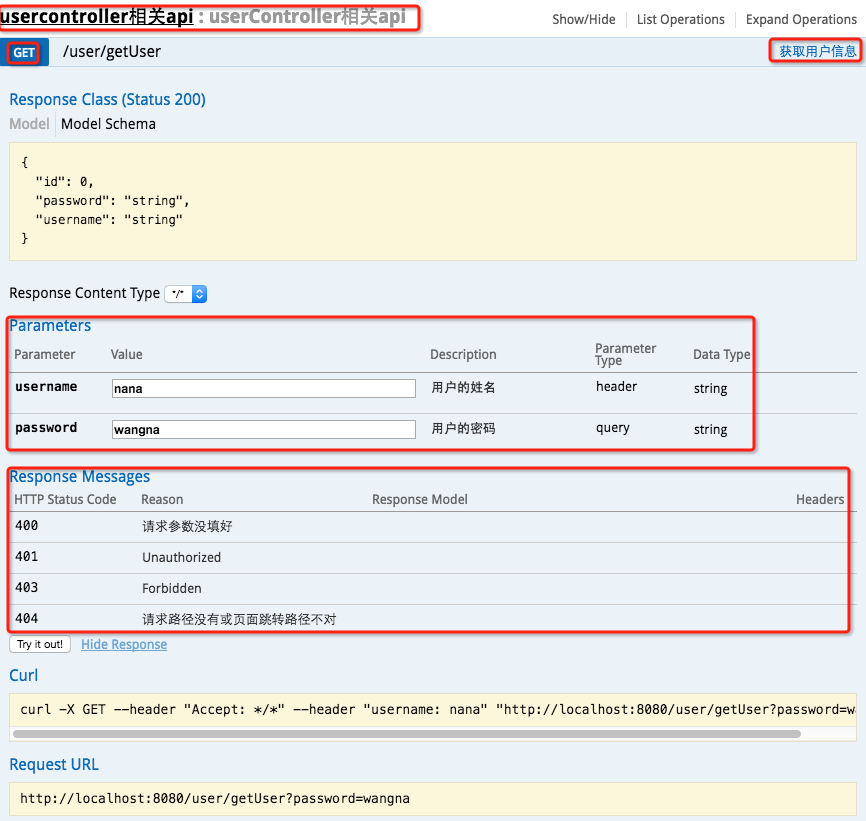 usercontroller相关api : userController相关api Show/Hide List Operations Expand Operations
GET /user/getUser 获取用户信息
Response Class (Status 200)
Model Model Schema
{
"id": 0,
"password": "string",
"username": "string"
}
Response Content Type */*
Parameters
Parameter Value Description Parameter Type Data Type
username nana 用户的姓名 header string
password wangna 用户的密码 query string
Response Messages
HTTP Status Code Reason Response Model Headers
400 请求参数没填好
401 Unauthorized
403 Forbidden
404 请求路径没有或页面跳转路径不对
Try it out! Hide Response
Curl
curl -X GET --header "Accept: */*" --header "username: nana" "http://localhost:8080/user/getUser?password=wa
Request URL
http://localhost:8080/user/getUser?password=wangna